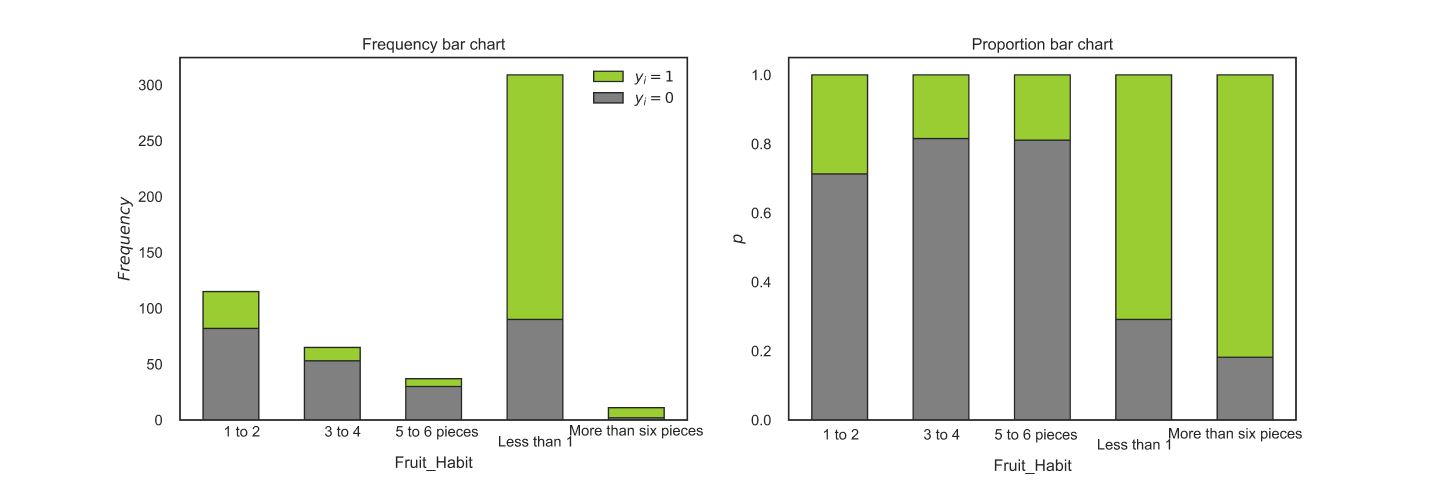 Frequency bar chart
300
250
200
150
100
50
0
Frequency
y_i = 1
y_i = 0
1 to 2
3 to 4
5 to 6 pieces
Less than 1
More than six pieces
Fruit_Habit
Proportion bar chart
1.0
0.8
0.6
0.4
0.2
0.0
p
1 to 2
3 to 4
5 to 6 pieces
Less than 1
More than six pieces
Fruit_Habit